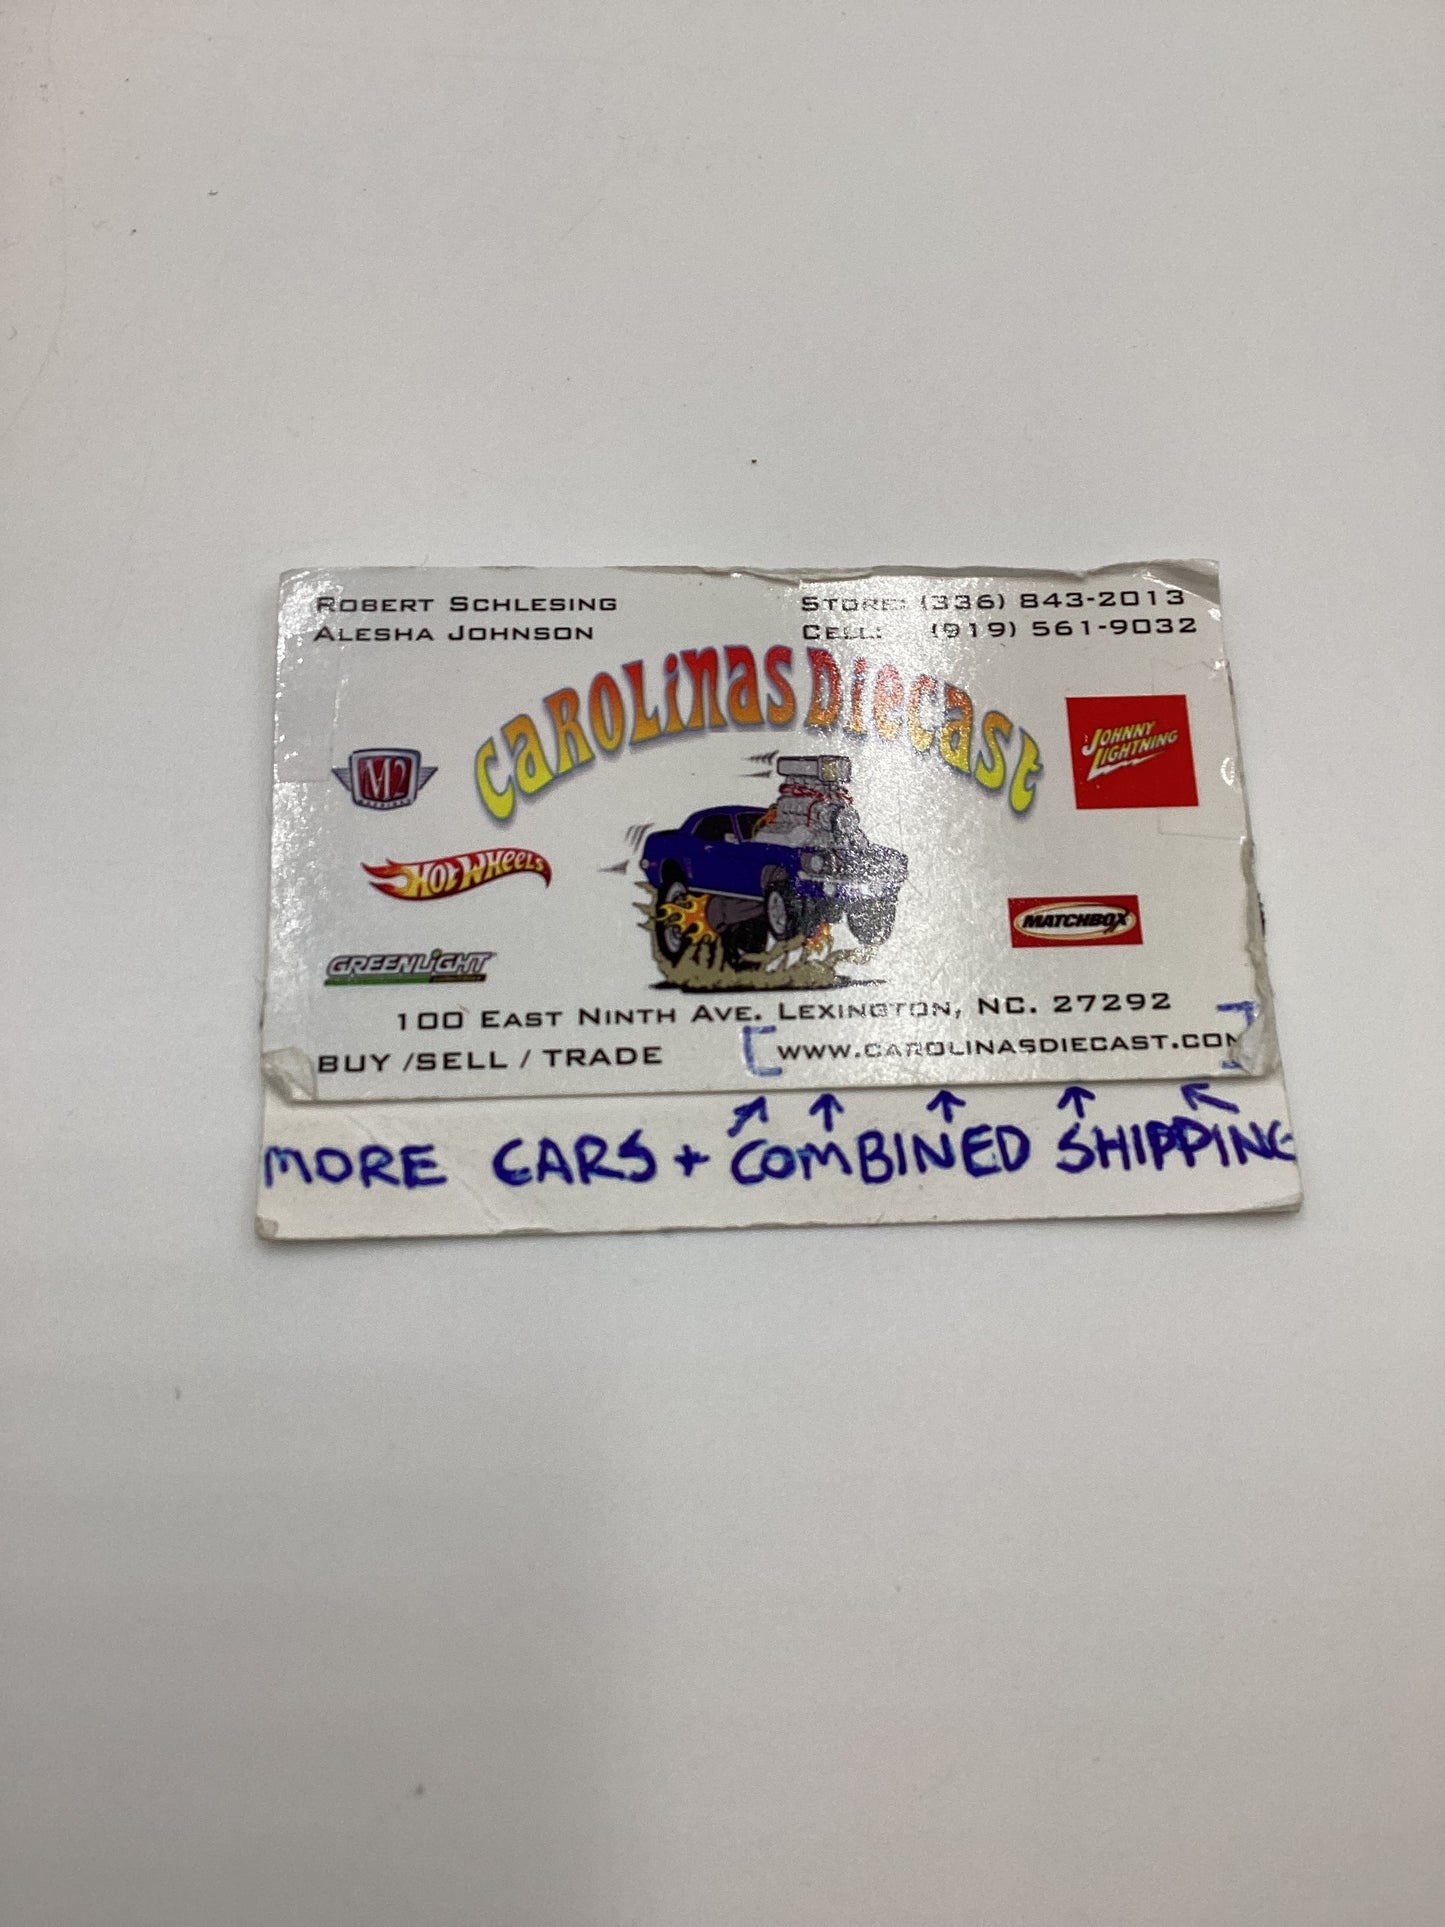 ROBERT SCHLESING
ALESHA JOHNSON
STORE: (336) 843-2013
CELL: (919) 561-9032
CAROLINAS DIECAST
M2
JOHNNY LIGHTNING
HOT WHEELS
MATCHBOX
GREENLIGHT
100 EAST NINTH AVE. LEXINGTON, NC. 27292
BUY /SELL / TRADE
[ WWW.CAROLINASDIECAST.COM ]
MORE CARS + COMBINED SHIPPING